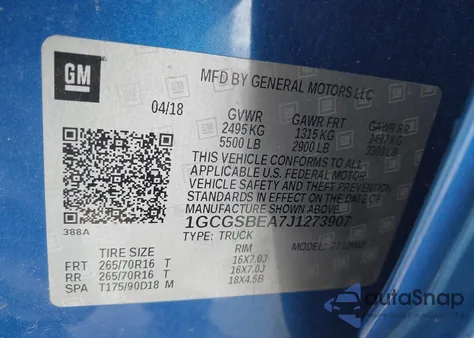 GM
MFD BY GENERAL MOTORS LLC
04/18
GVWR GAWR FRT GAWR RR
2495 KG 1315 KG
5500 LB 2900 LB
THIS VEHICLE CONFORMS TO ALL
APPLICABLE U.S. FEDERAL MOTOR
VEHICLE SAFETY AND THEFT PREVENTION
STANDARDS IN EFFECT ON THE DATE OF
MANUFACTURE SHOWN ABOVE.
1GCGSBEA7J1273907
TYPE: TRUCK
388A
TIRE SIZE RIM
FRT 265/70R16 T 16X7.0J
RR 265/70R16 T 16X7.0J
SPA T175/90D18 M 18X4.5B
autoSnap